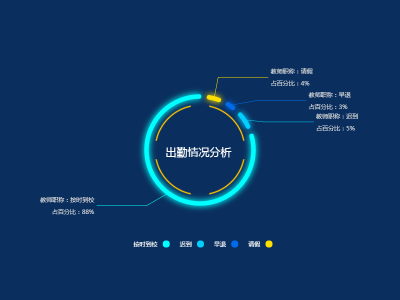 教师职称：请假
占百分比：4%
教师职称：早退
占百分比：3%
教师职称：迟到
占百分比：5%
出勤情况分析
教师职称：按时到校
占百分比：88%
按时到校 迟到 早退 请假